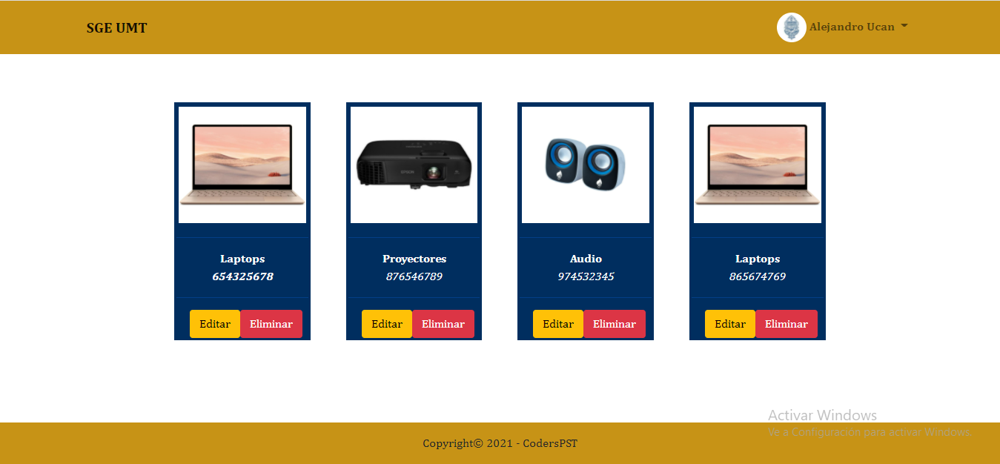 SGE UMT
Alejandro Ucan
EPSON
Laptops
654325678
Proyectores
876546789
Audio
974532345
Laptops
865674769
Editar Eliminar
Editar Eliminar
Editar Eliminar
Editar Eliminar
Activar Windows
Ve a Configuración para activar Windows.
Copyright© 2021 - CodersPST